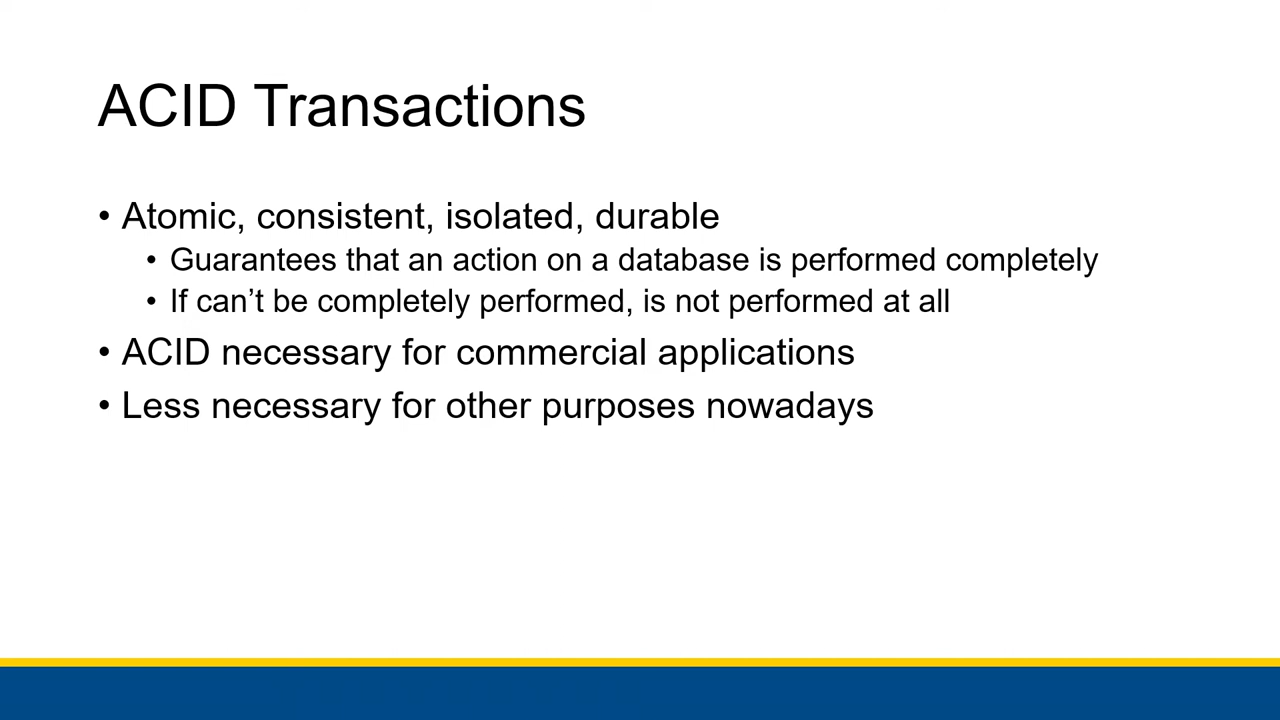 ACID Transactions
• Atomic, consistent, isolated, durable
• Guarantees that an action on a database is performed completely
• If can’t be completely performed, is not performed at all
• ACID necessary for commercial applications
• Less necessary for other purposes nowadays